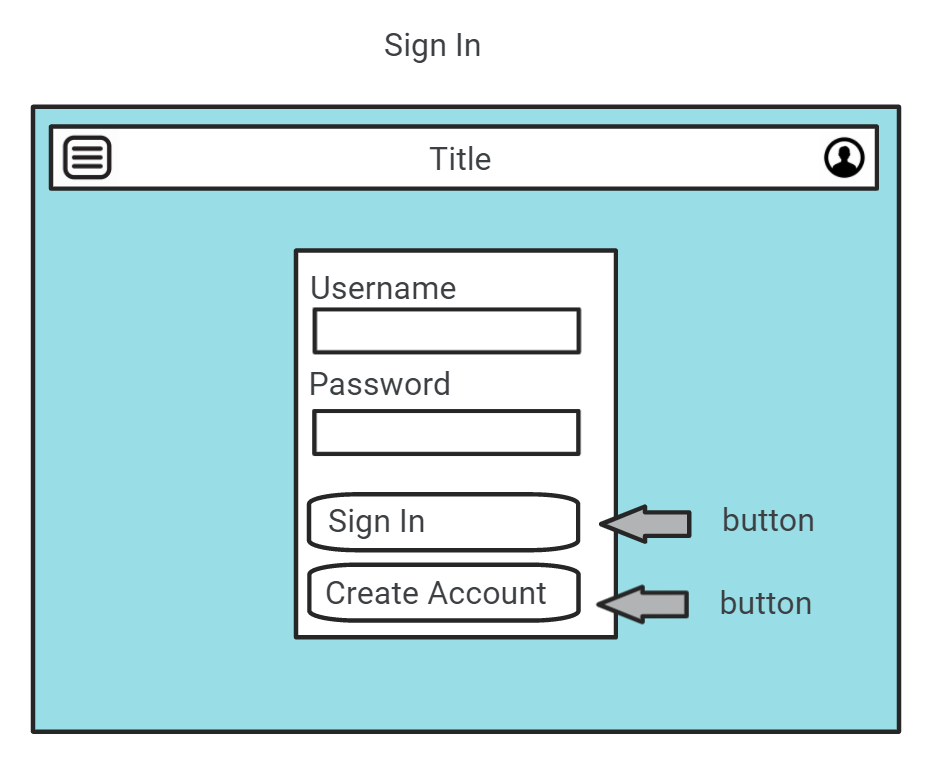 Sign In
Title
Username
Password
Sign In
button
Create Account
button